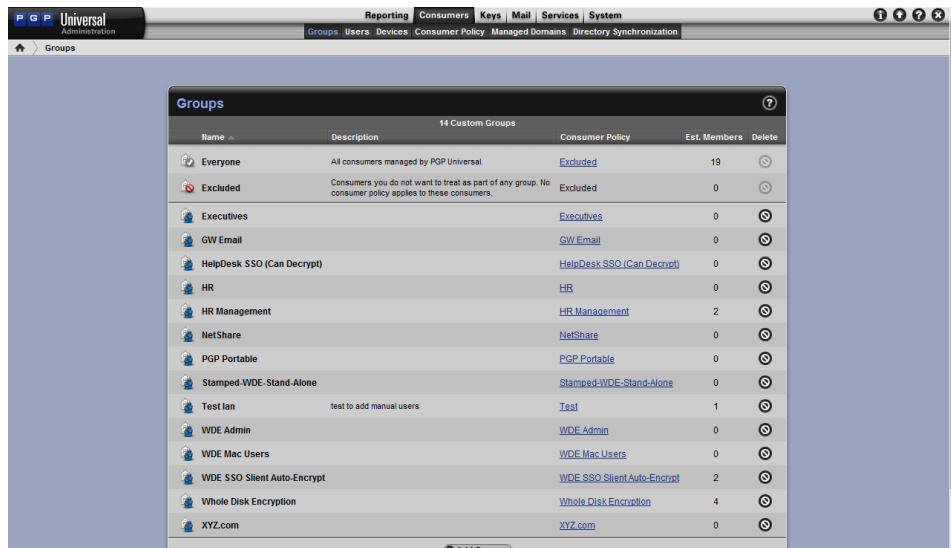 PGP Universal
Administration
Reporting Consumers Keys Mail Services System
Groups Users Devices Consumer Policy Managed Domains Directory Synchronization
Groups
Groups
14 Custom Groups
Name Description Consumer Policy Est. Members Delete
Everyone All consumers managed by PGP Universal. Excluded 19
Excluded Consumers you do not want to treat as part of any group. No consumer policy applies to these consumers. Excluded 0
Executives Executives 0
GW Email GW Email 0
HelpDesk SSO (Can Decrypt) HelpDesk SSO (Can Decrypt) 0
HR HR 0
HR Management HR Management 2
NetShare NetShare 0
PGP Portable PGP Portable 0
Stamped-WDE-Stand-Alone Stamped-WDE-Stand-Alone 0
Test Ian test to add manual users Test 1
WDE Admin WDE Admin 0
WDE Mac Users WDE Mac Users 0
WDE SSO Slient Auto-Encrypt WDE SSO Slient Auto-Encrypt 2
Whole Disk Encryption Whole Disk Encryption 4
XYZ.com XYZ.com 0